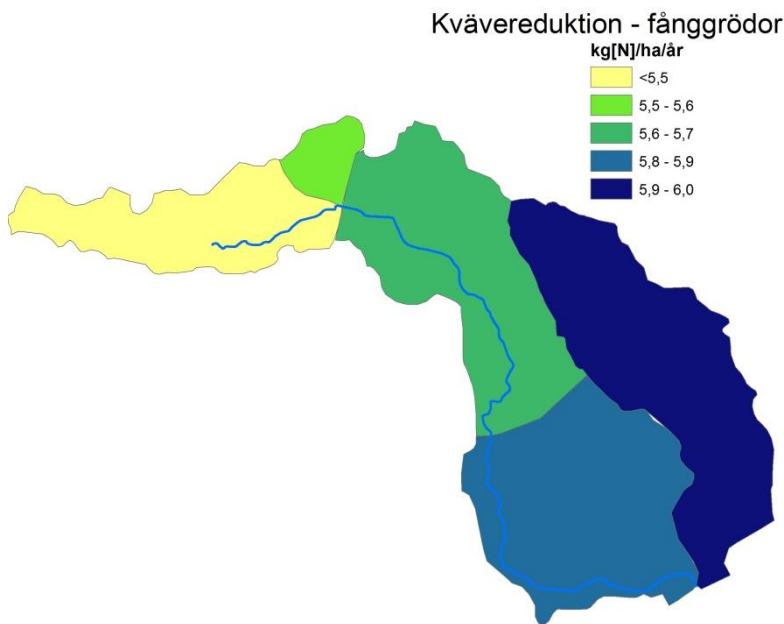 Kvävereduktion - fånggrödor
kg[N]/ha/år
<5,5
5,5 - 5,6
5,6 - 5,7
5,8 - 5,9
5,9 - 6,0